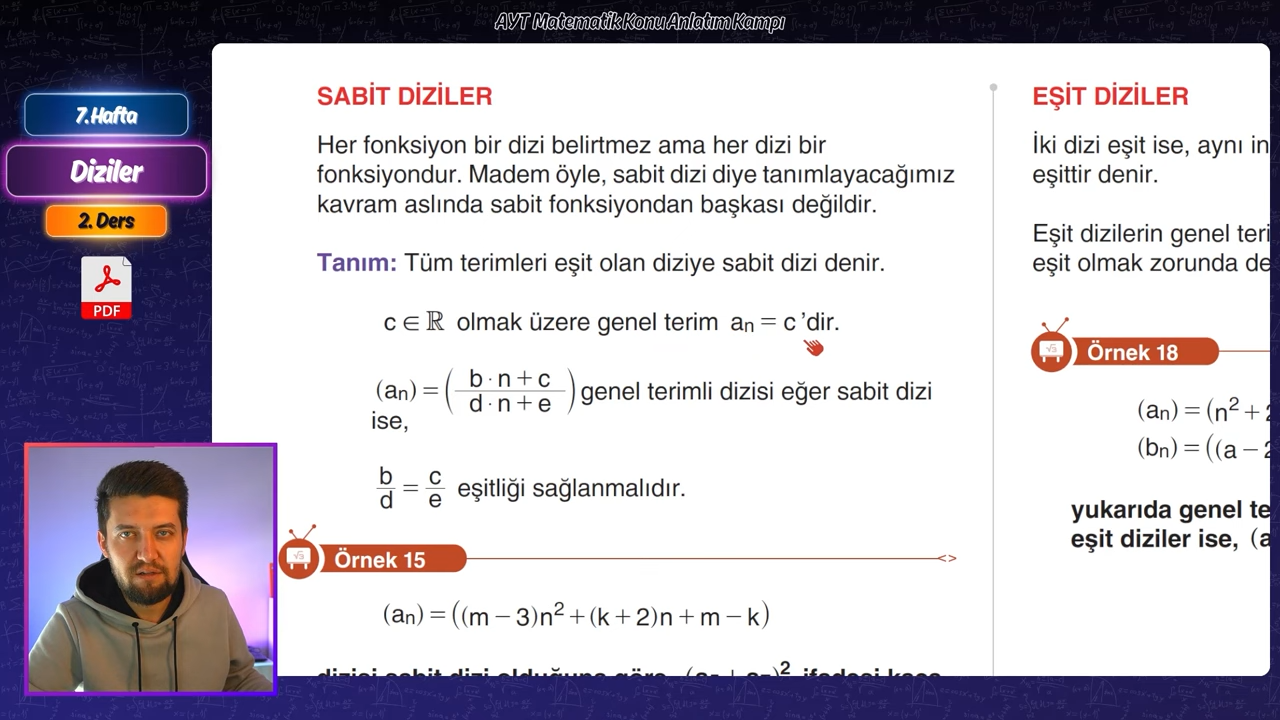 AYT Matematik Konu Anlatım Kampı
7.Hafta
Diziler
2. Ders
PDF
SABİT DİZİLER
Her fonksiyon bir dizi belirtmez ama her dizi bir
fonksiyondur. Madem öyle, sabit dizi diye tanımlayacağımız
kavram aslında sabit fonksiyondan başkası değildir.
Tanım: Tüm terimleri eşit olan diziye sabit dizi denir.
c ∈ ℝ olmak üzere genel terim an = c 'dir.
(an) = ( b · n + c / d · n + e ) genel terimli dizisi eğer sabit dizi
ise,
b/d = c/e eşitliği sağlanmalıdır.
Örnek 15
(an) = ((m − 3)n² + (k + 2)n + m − k)
EŞİT DİZİLER
İki dizi eşit ise, aynı in
eşittir denir.
Eşit dizilerin genel teri
eşit olmak zorunda de
Örnek 18
(an) = (n² +
(bn) = ((a −
yukarıda genel te
eşit diziler ise, (a